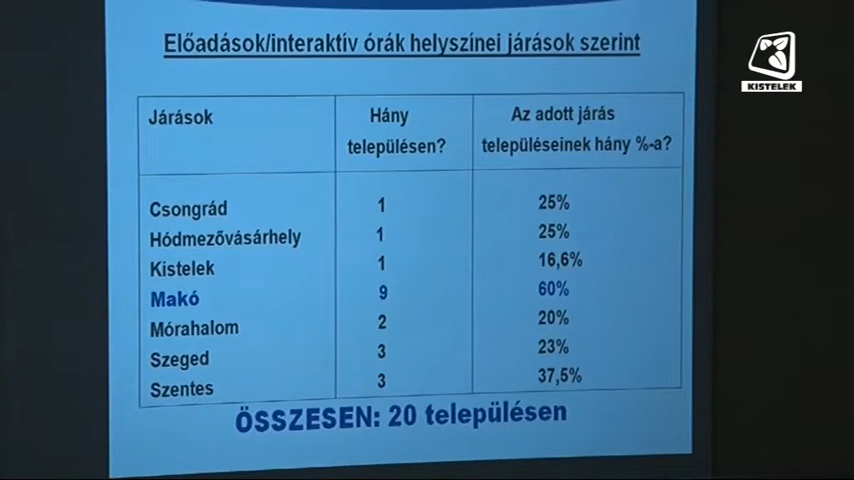 Előadások/interaktív órák helyszínei járások szerint
KISTELEK
Járások Hány településen? Az adott járás településeinek hány %-a?
Csongrád 1 25%
Hódmezővásárhely 1 25%
Kistelek 1 16,6%
Makó 9 60%
Mórahalom 2 20%
Szeged 3 23%
Szentes 3 37,5%
ÖSSZESEN: 20 településen